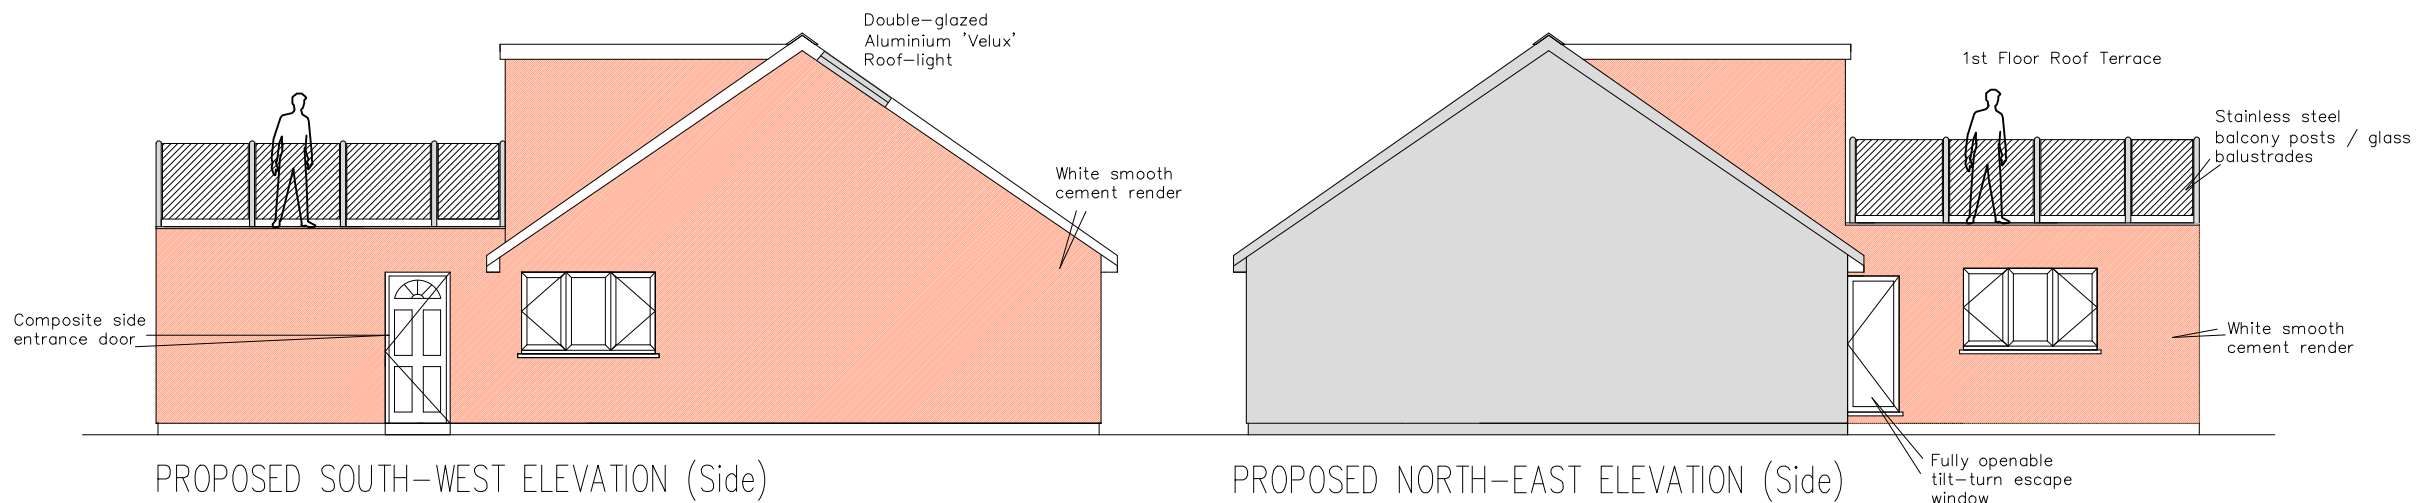 Double-glazed
Aluminium 'Velux'
Roof-light
White smooth
cement render
Composite side
entrance door
PROPOSED SOUTH-WEST ELEVATION (Side)
1st Floor Roof Terrace
Stainless steel
balcony posts / glass
balustrades
White smooth
cement render
Fully openable
tilt-turn escape
window
PROPOSED NORTH-EAST ELEVATION (Side)